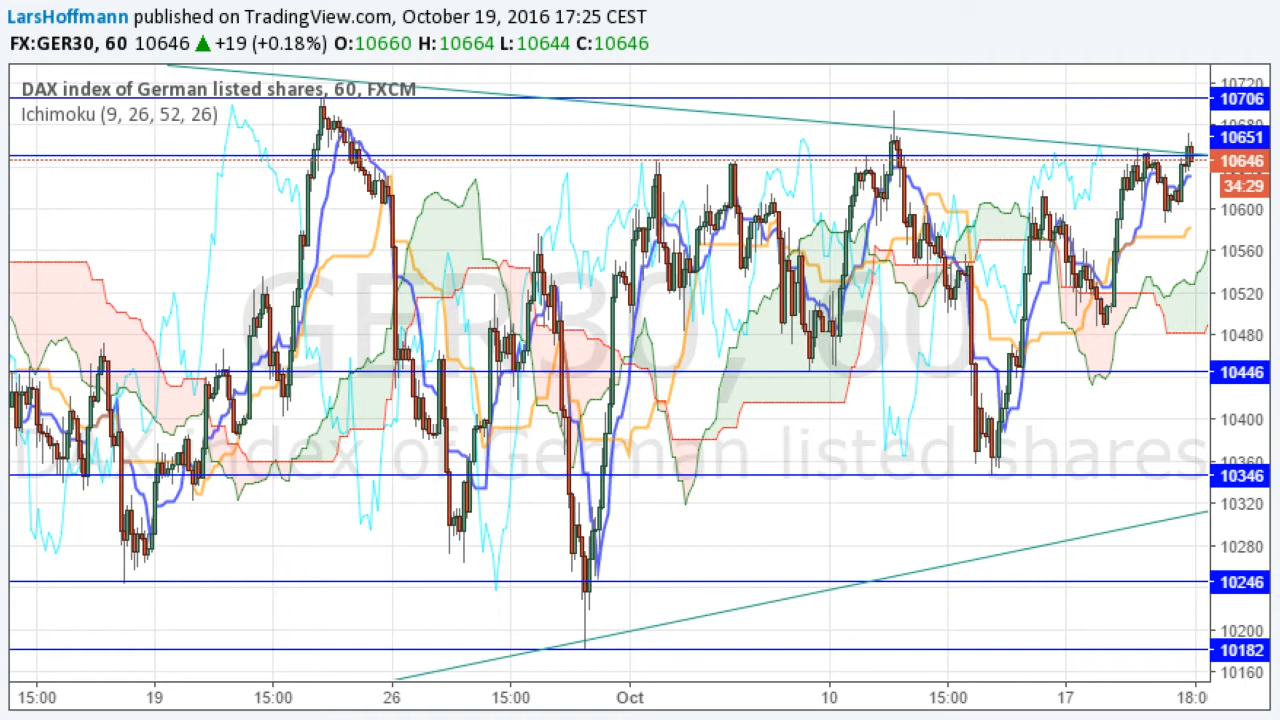 LarsHoffmann published on TradingView.com, October 19, 2016 17:25 CEST
FX:GER30, 60 10646 ▲ +19 (+0.18%) O:10660 H:10664 L:10644 C:10646
DAX index of German listed shares, 60, FXCM
Ichimoku (9, 26, 52, 26)
GER30, 60
DAX index of German listed shares
10720
10706
10680
10651
10646
34:29
10600
10560
10520
10480
10446
10400
10360
10346
10320
10280
10246
10200
10182
10160
15:00 19 15:00 26 15:00 Oct 10 15:00 17 18:0